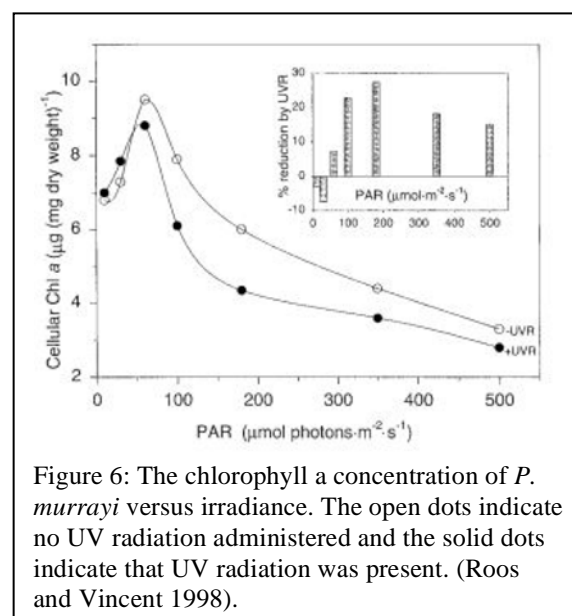 10
8
6
4
2
Cellular Chl a (µg (mg dry weight)⁻¹)
30
20
10
0
-10
% reduction by UVR
PAR (µmol·m⁻²·s⁻¹)
0 100 200 300 400 500
-UVR
+UVR
0 100 200 300 400 500
PAR (µmol photons·m⁻²·s⁻¹)
Figure 6: The chlorophyll a concentration of P.
murrayi versus irradiance. The open dots indicate
no UV radiation administered and the solid dots
indicate that UV radiation was present. (Roos
and Vincent 1998).